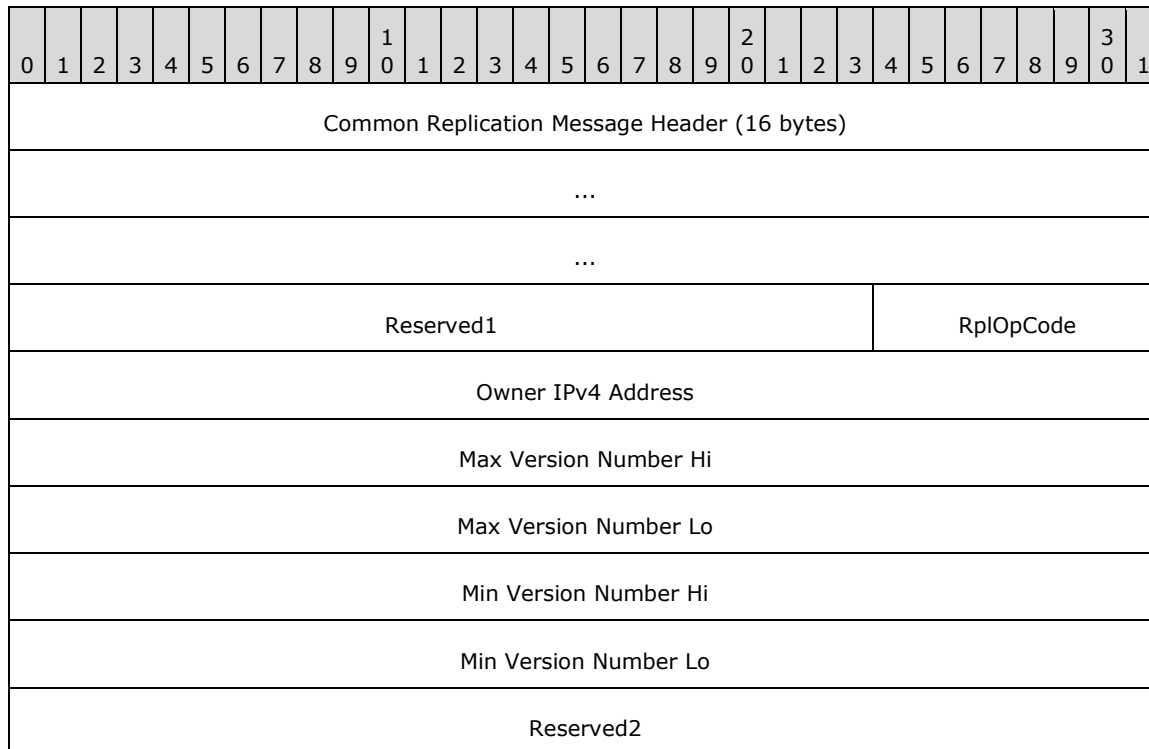 1 2 3
0 1 2 3 4 5 6 7 8 9 0 1 2 3 4 5 6 7 8 9 0 1 2 3 4 5 6 7 8 9 0 1
Common Replication Message Header (16 bytes)
...
...
Reserved1 RplOpCode
Owner IPv4 Address
Max Version Number Hi
Max Version Number Lo
Min Version Number Hi
Min Version Number Lo
Reserved2